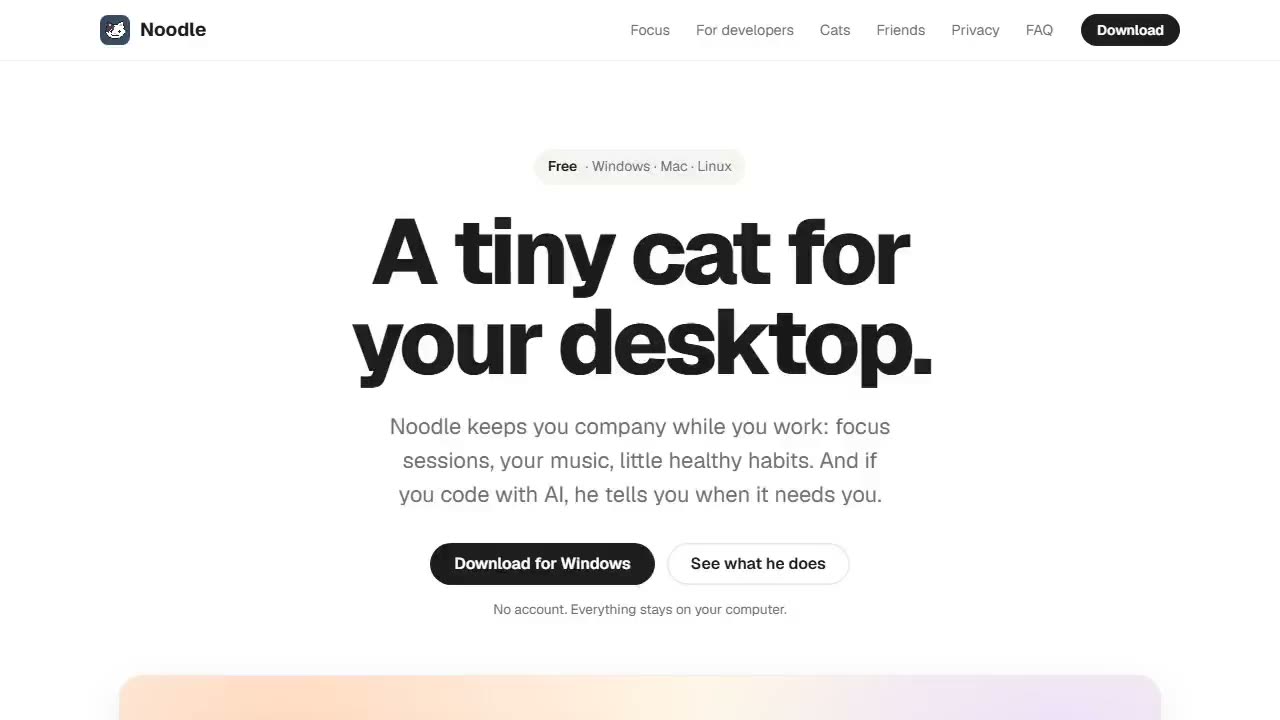 Noodle
Focus
For developers
Cats
Friends
Privacy
FAQ
Download
Free · Windows · Mac · Linux
A tiny cat for
your desktop.
Noodle keeps you company while you work: focus
sessions, your music, little healthy habits. And if
you code with AI, he tells you when it needs you.
Download for Windows
See what he does
No account. Everything stays on your computer.